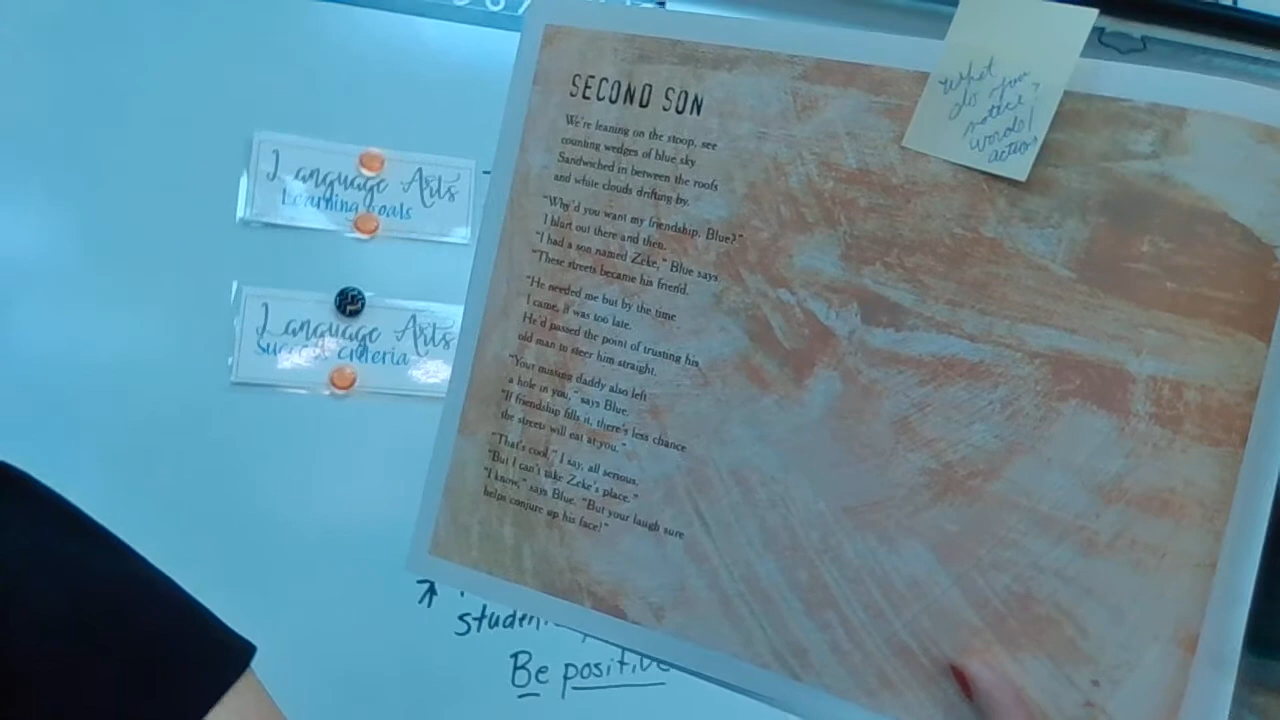 Language Arts
Learning Goals
Language Arts
Success Criteria
SECOND SON
We're leaning on the stoop, see
counting wedges of blue sky
Sandwiched in between the roofs
and white clouds drifting by.
"Why'd you want my friendship, Blue?"
I blurt out there and then.
"I had a son named Zeke," Blue says
"These streets became his friend.
"He needed me but by the time
I came, it was too late.
He'd passed the point of trusting his
old man to steer him straight.
"Your missing daddy also left
a hole in you," says Blue.
"If friendship fills it, there's less chance
the streets will eat at you."
"That's cool," I say, all serious.
"But I can't take Zeke's place."
"I know," says Blue, "But your laugh sure
helps conjure up his face!"
What
do you
notice?
words/
actions
Be positive